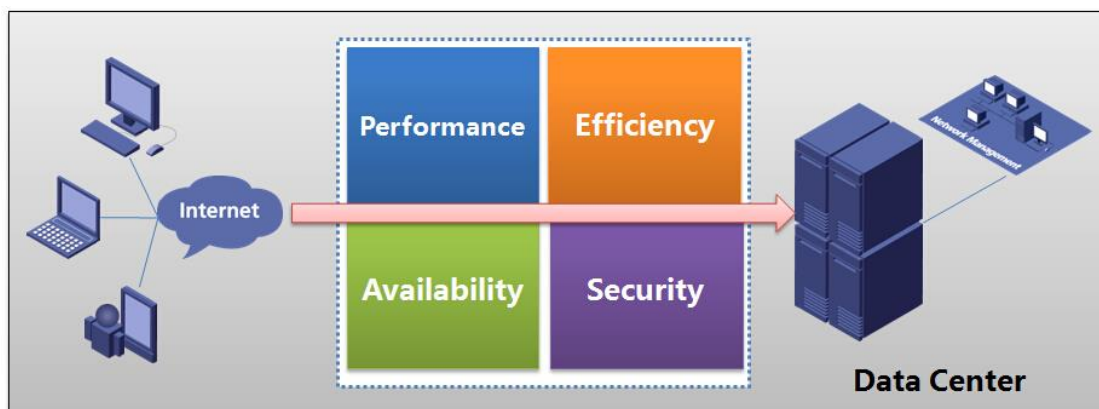 Performance
Efficiency
Internet
Availability
Security
Network Management
Data Center